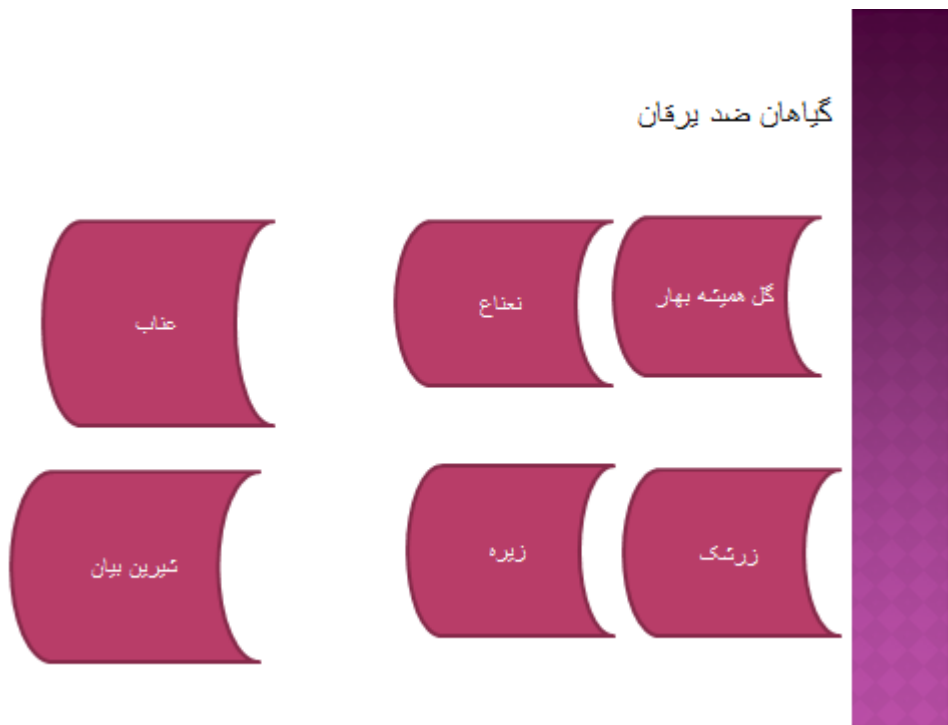 گیاهان ضد یرقان
گل همیشه بهار
نعناع
عناب
زرشک
زیره
شیرین بیان